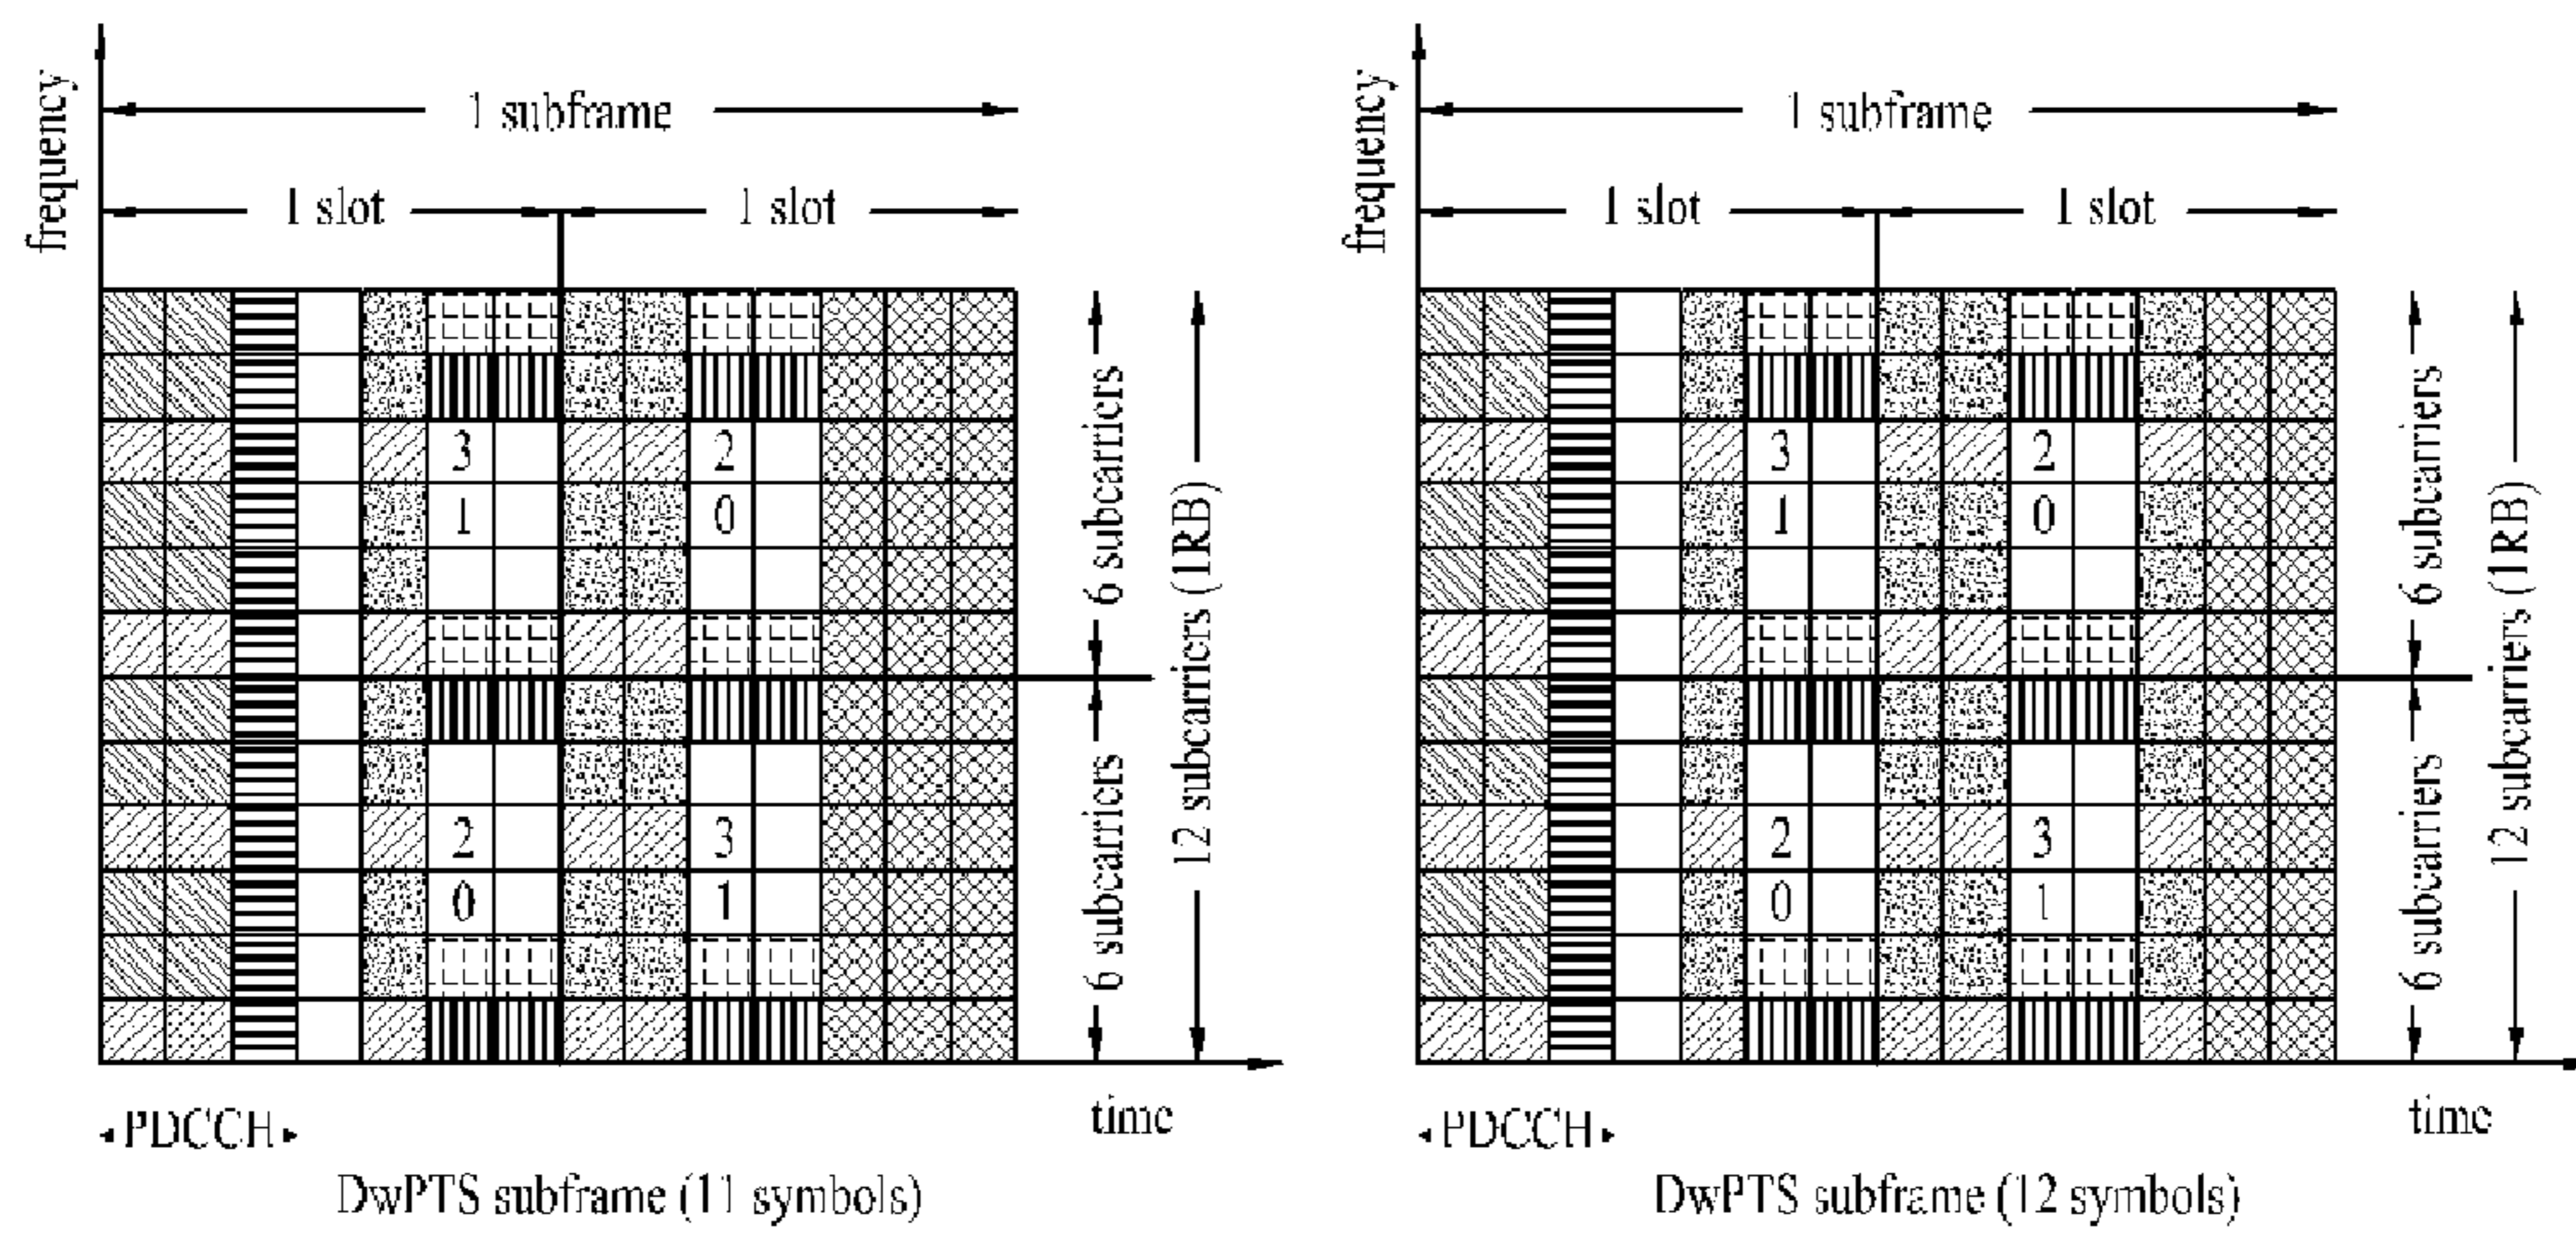 frequency
1 subframe
1 slot 1 slot
3 2
1 0
2 3
0 1
6 subcarriers
6 subcarriers
12 subcarriers (1RB)
time
PDCCH
DwPTS subframe (11 symbols)
frequency
1 subframe
1 slot 1 slot
3 2
1 0
2 3
0 1
6 subcarriers
6 subcarriers
12 subcarriers (1RB)
time
PDCCH
DwPTS subframe (12 symbols)